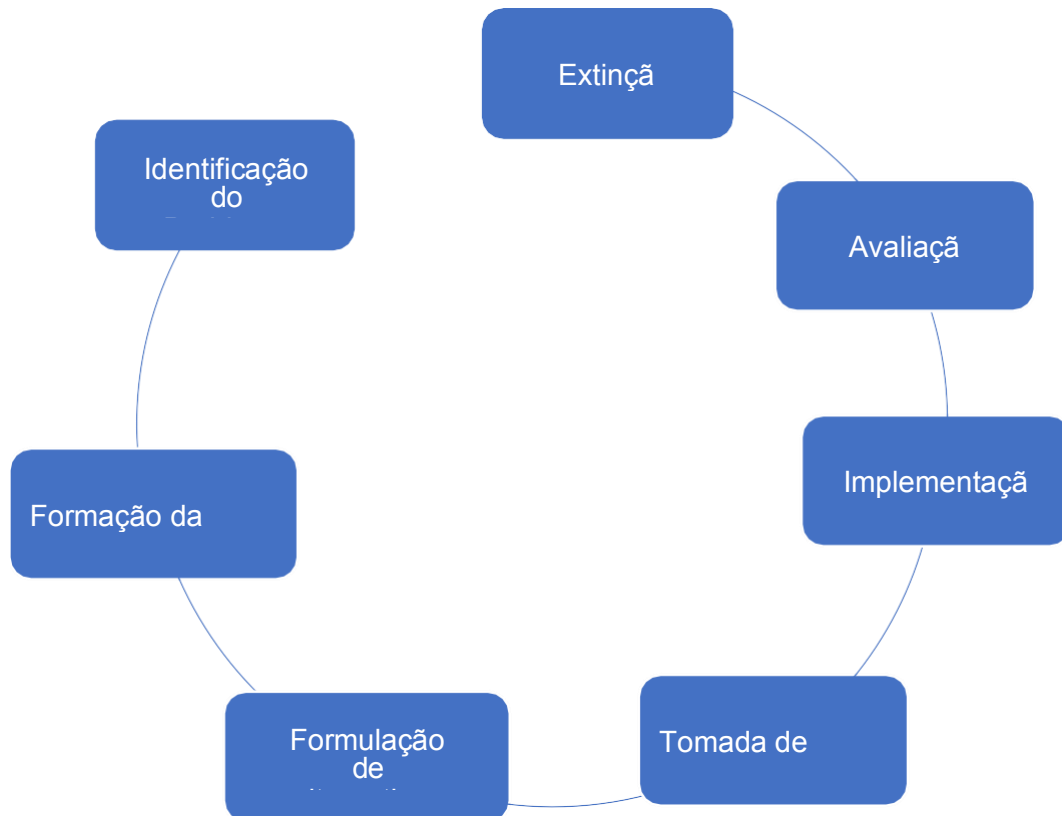 Extinçã
Identificação
do
Avaliaçã
Implementaçã
Formação da
Formulação
de
Tomada de